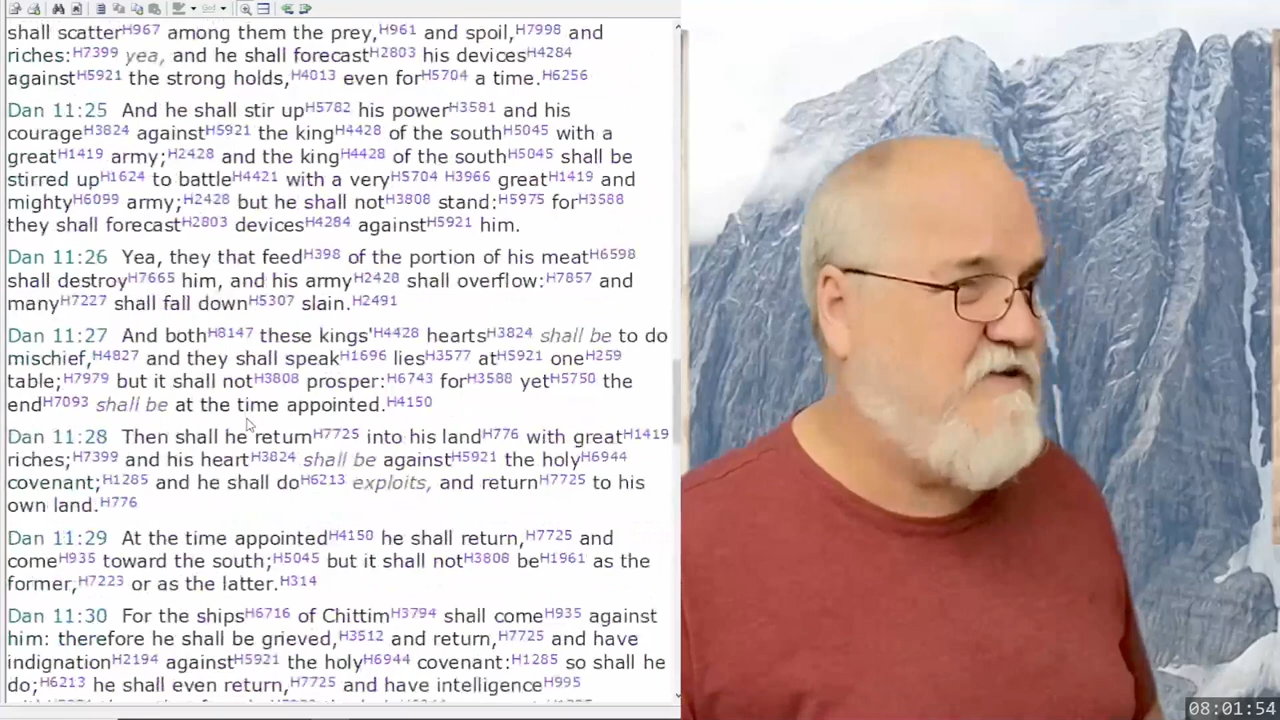 shall scatterH967 among them the prey,H961 and spoil,H7998 and
riches:H7399 yea, and he shall forecastH2803 his devicesH4284
againstH5921 the strong holds,H4013 even forH5704 a time.H6256
Dan 11:25 And he shall stir upH5782 his powerH3581 and his
courageH3824 againstH5921 the kingH4428 of the southH5045 with a
greatH1419 army;H2428 and the kingH4428 of the southH5045 shall be
stirred upH1624 to battleH4421 with a veryH5704 H3966 greatH1419 and
mightyH6099 army;H2428 but he shall notH3808 stand:H5975 forH3588
they shall forecastH2803 devicesH4284 againstH5921 him.
Dan 11:26 Yea, they that feedH398 of the portion of his meatH6598
shall destroyH7665 him, and his armyH2428 shall overflow:H7857 and
manyH7227 shall fall downH5307 slain.H2491
Dan 11:27 And bothH8147 these kings'H4428 heartsH3824 shall be to do
mischief,H4827 and they shall speakH1696 liesH3577 atH5921 oneH259
table;H7979 but it shall notH3808 prosper:H6743 forH3588 yetH5750 the
endH7093 shall be at the time appointed.H4150
Dan 11:28 Then shall he returnH7725 into his landH776 with greatH1419
riches;H7399 and his heartH3824 shall be againstH5921 the holyH6944
covenant;H1285 and he shall doH6213 exploits, and returnH7725 to his
own land.H776
Dan 11:29 At the time appointedH4150 he shall return,H7725 and
comeH935 toward the south;H5045 but it shall notH3808 beH1961 as the
former,H7223 or as the latter.H314
Dan 11:30 For the shipsH6716 of ChittimH3794 shall comeH935 against
him: therefore he shall be grieved,H3512 and return,H7725 and have
indignationH2194 againstH5921 the holyH6944 covenant:H1285 so shall he
do;H6213 he shall even return,H7725 and have intelligenceH995
08:01:54